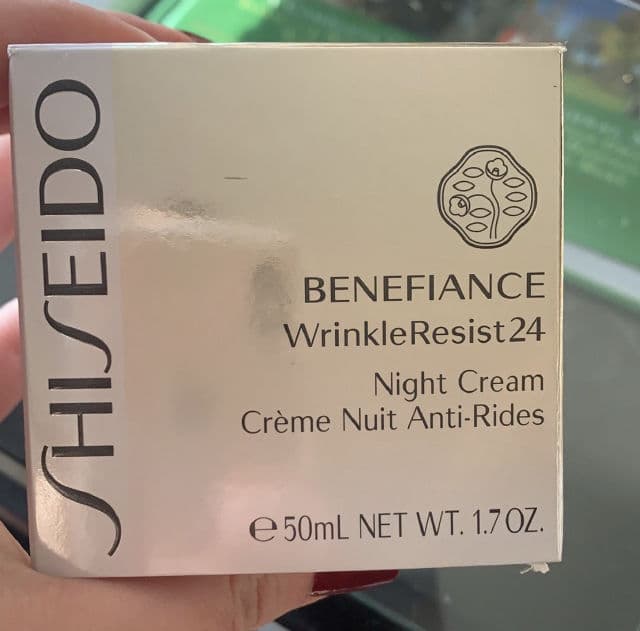 SHISEIDO
BENEFIANCE
WrinkleResist24
Night Cream
Crème Nuit Anti-Rides
℮ 50mL NET WT. 1.7 OZ.